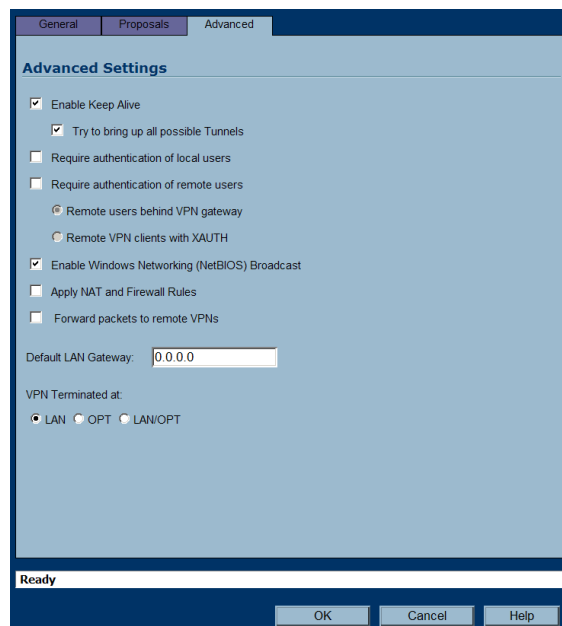 General Proposals Advanced
Advanced Settings
Enable Keep Alive
Try to bring up all possible Tunnels
Require authentication of local users
Require authentication of remote users
Remote users behind VPN gateway
Remote VPN clients with XAUTH
Enable Windows Networking (NetBIOS) Broadcast
Apply NAT and Firewall Rules
Forward packets to remote VPNs
Default LAN Gateway: 0.0.0.0
VPN Terminated at:
LAN OPT LAN/OPT
Ready
OK Cancel Help